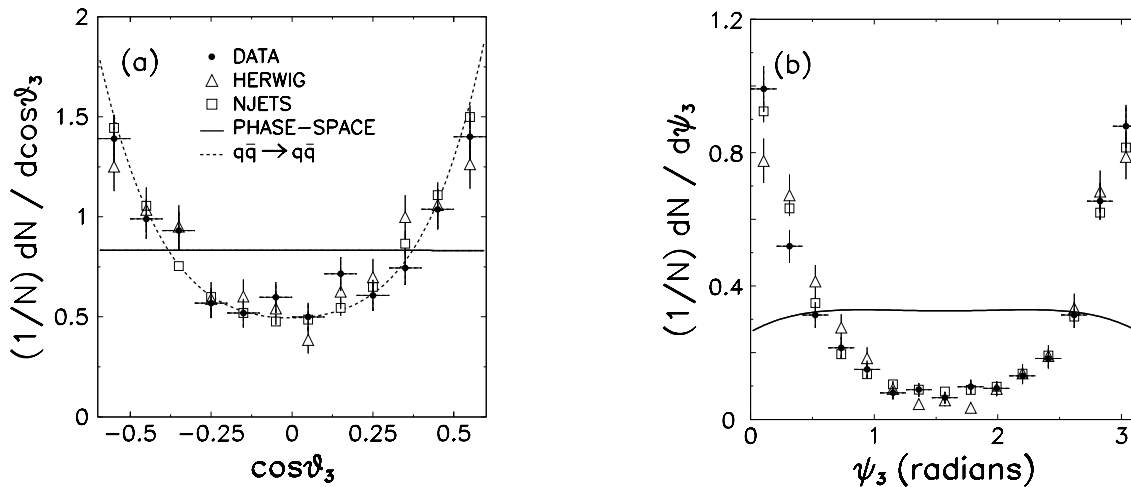 (a)
DATA
HERWIG
NJETS
PHASE-SPACE
qq̄→qq̄
(1/N) dN / dcosϑ₃
2
1.5
1
0.5
0
−0.5 −0.25 0 0.25 0.5
cosϑ₃
(b)
(1/N) dN / dψ₃
1.2
0.8
0.4
0
0 1 2 3
ψ₃ (radians)